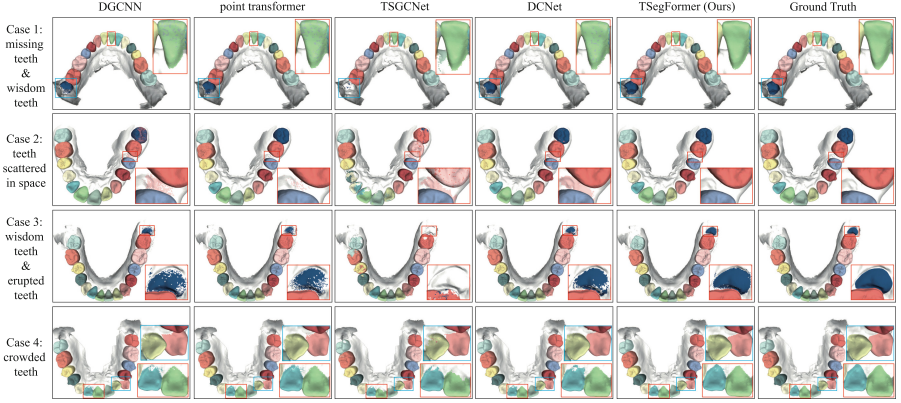 DGCNN point transformer TSGCNet DCNet TSegFormer (Ours) Ground Truth
Case 1:
missing
teeth
&
wisdom
teeth
Case 2:
teeth
scattered
in space
Case 3:
wisdom
teeth
&
erupted
teeth
Case 4:
crowded
teeth